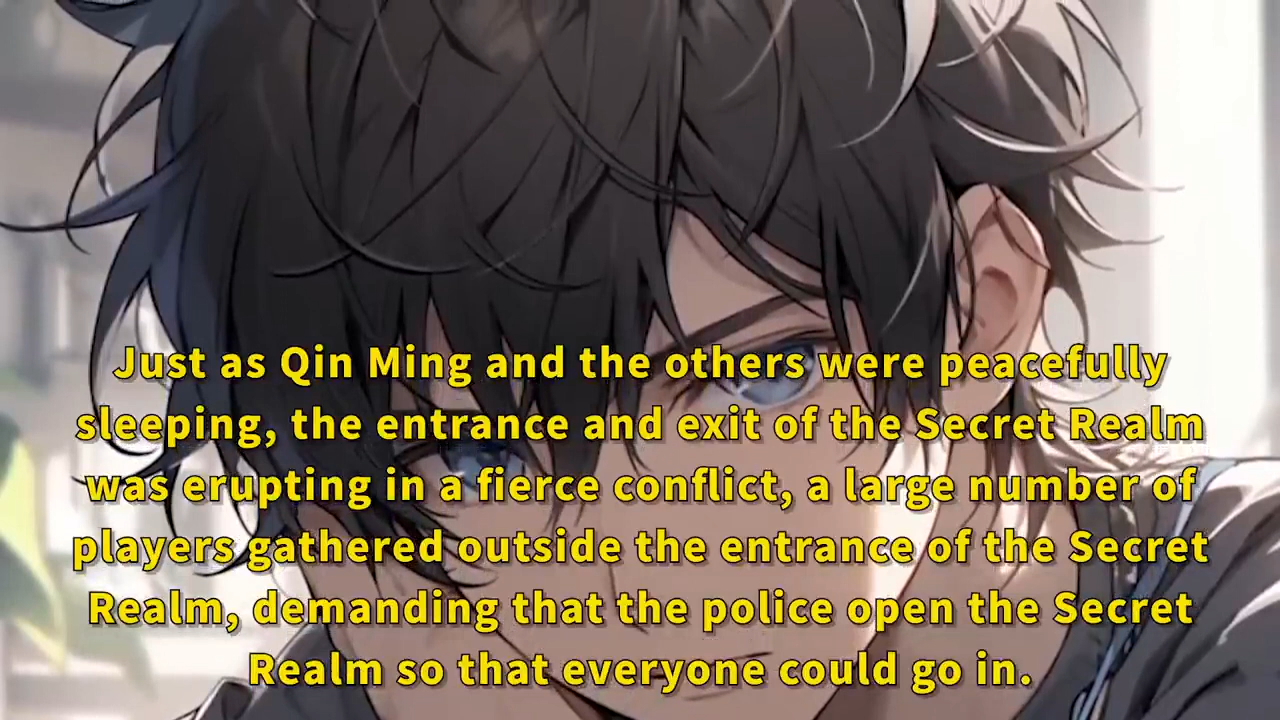 Just as Qin Ming and the others were peacefully
sleeping, the entrance and exit of the Secret Realm
was erupting in a fierce conflict, a large number of
players gathered outside the entrance of the Secret
Realm, demanding that the police open the Secret
Realm so that everyone could go in.